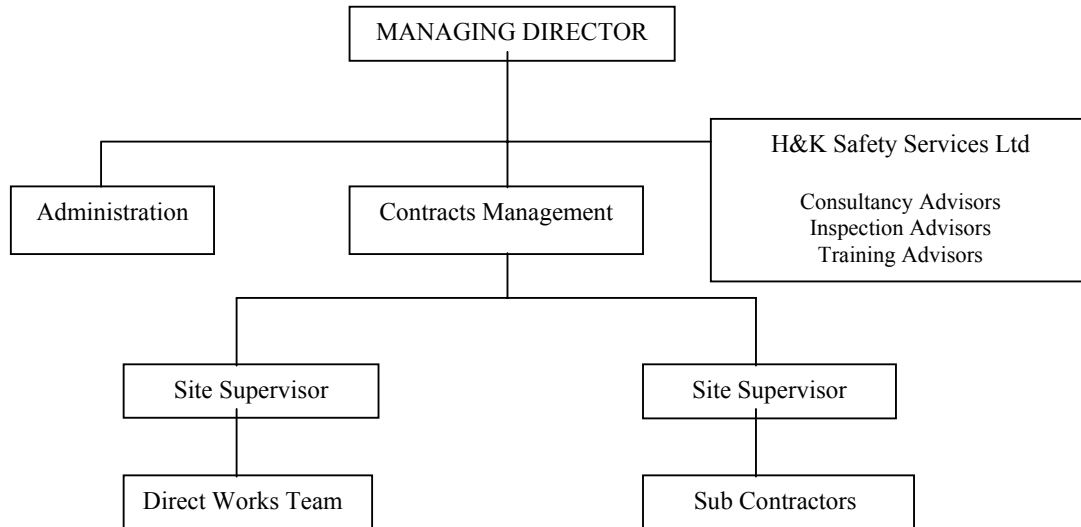 MANAGING DIRECTOR
H&K Safety Services Ltd
Consultancy Advisors
Inspection Advisors
Training Advisors
Administration
Contracts Management
Site Supervisor
Site Supervisor
Direct Works Team
Sub Contractors